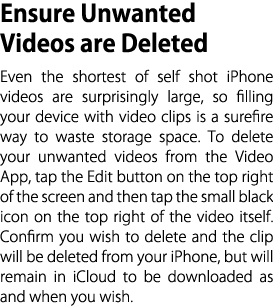 Ensure Unwanted
Videos are Deleted
Even the shortest of self shot iPhone
videos are surprisingly large, so filling
your device with video clips is a surefire
way to waste storage space. To delete
your unwanted videos from the Video
App, tap the Edit button on the top right
of the screen and then tap the small black
icon on the top right of the video itself.
Confirm you wish to delete and the clip
will be deleted from your iPhone, but will
remain in iCloud to be downloaded as
and when you wish.